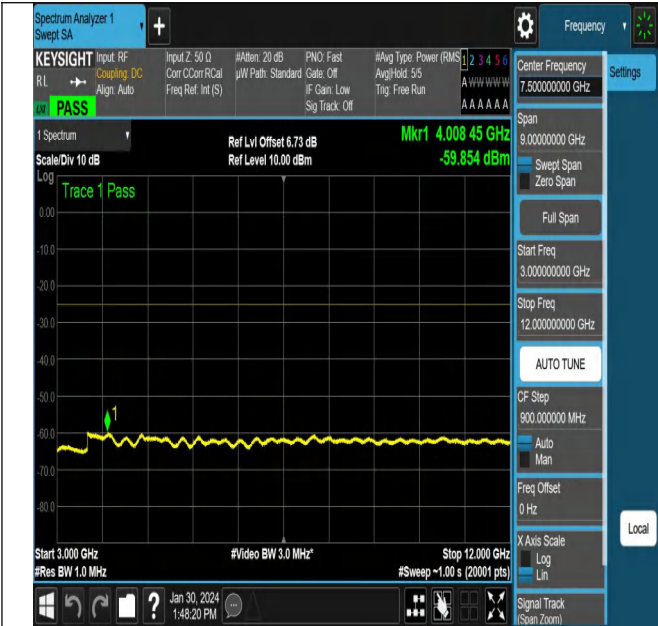 Spectrum Analyzer 1
Swept SA
+
Frequency
KEYSIGHT
RL
LXI
PASS
Input: RF
Coupling: DC
Align: Auto
Input Z: 50 Ω
Corr CCorr RCal
Freq Ref: Int (S)
#Atten: 20 dB
µW Path: Standard
PNO: Fast
Gate: Off
IF Gain: Low
Sig Track: Off
#Avg Type: Power (RMS
Avg|Hold: 5/5
Trig: Free Run
1 2 3 4 5 6
A W W W W W
A A A A A A
1 Spectrum
Scale/Div 10 dB
Ref Lvl Offset 6.73 dB
Ref Level 10.00 dBm
Mkr1 4.008 45 GHz
-59.854 dBm
Log
Trace 1 Pass
0.00
-10.0
-20.0
-30.0
-40.0
-50.0
-60.0
-70.0
-80.0
1
Start 3.000 GHz
#Res BW 1.0 MHz
#Video BW 3.0 MHz*
Stop 12.000 GHz
#Sweep ~1.00 s (20001 pts)
?
Jan 30, 2024
1:48:20 PM
Center Frequency
7.500000000 GHz
Settings
Span
9.00000000 GHz
Swept Span
Zero Span
Full Span
Start Freq
3.000000000 GHz
Stop Freq
12.000000000 GHz
AUTO TUNE
CF Step
900.000000 MHz
Auto
Man
Freq Offset
0 Hz
X Axis Scale
Log
Lin
Local
Signal Track
(Span Zoom)